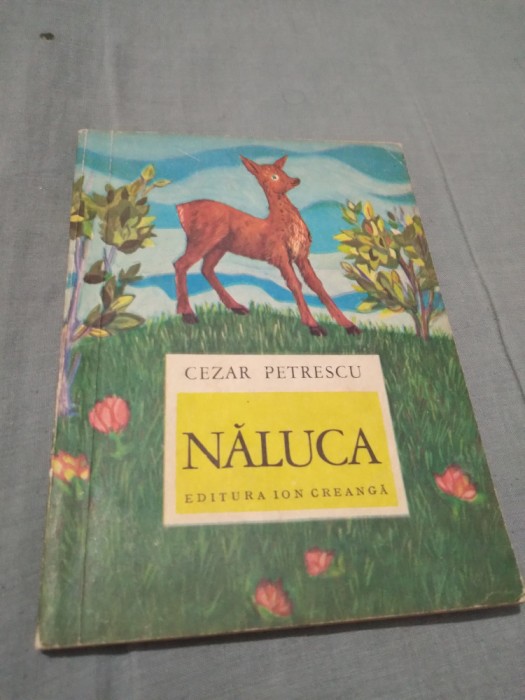 CEZAR PETRESCU
NĂLUCA
EDITURA ION CREANGĂ